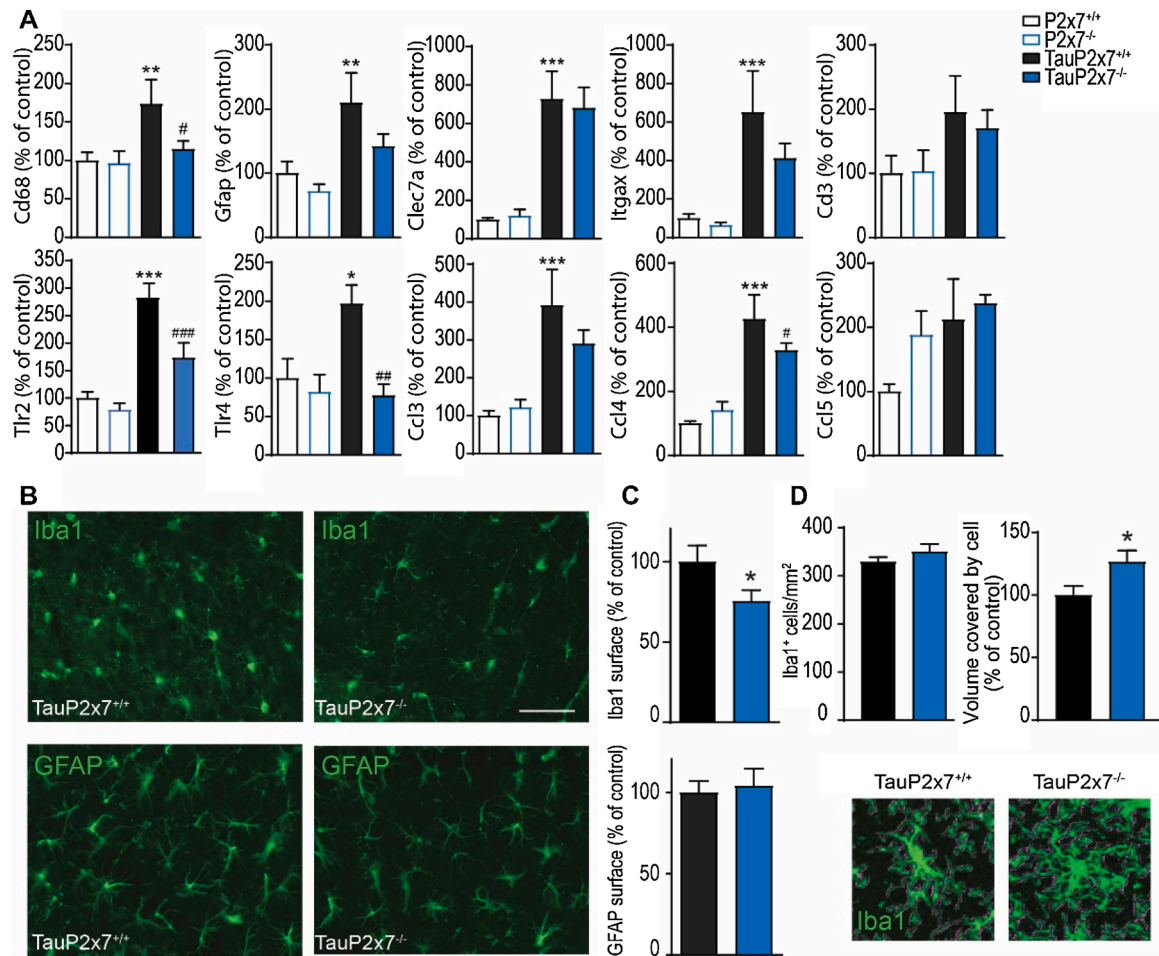 A
P2x7+/+
P2x7-/-
TauP2x7+/+
TauP2x7-/-
Cd68 (% of control)
250
200
150
100
50
0
**
#
Gfap (% of control)
300
200
100
0
**
Clec7a (% of control)
1000
800
600
400
200
0
***
Itgax (% of control)
1000
800
600
400
200
0
***
Cd3 (% of control)
300
200
100
0
Tlr2 (% of control)
350
300
250
200
150
100
50
0
***
###
Tlr4 (% of control)
250
200
150
100
50
0
*
##
Ccl3 (% of control)
500
400
300
200
100
0
***
Ccl4 (% of control)
600
400
200
0
***
#
Ccl5 (% of control)
300
200
100
0
B
Iba1
TauP2x7+/+
Iba1
TauP2x7-/-
GFAP
TauP2x7+/+
GFAP
TauP2x7-/-
C
Iba1 surface (% of control)
100
50
0
*
GFAP surface (% of control)
100
50
0
D
Iba1+ cells/mm2
400
300
200
100
0
Volume covered by cell
(% of control)
150
100
50
0
*
TauP2x7+/+
TauP2x7-/-
Iba1